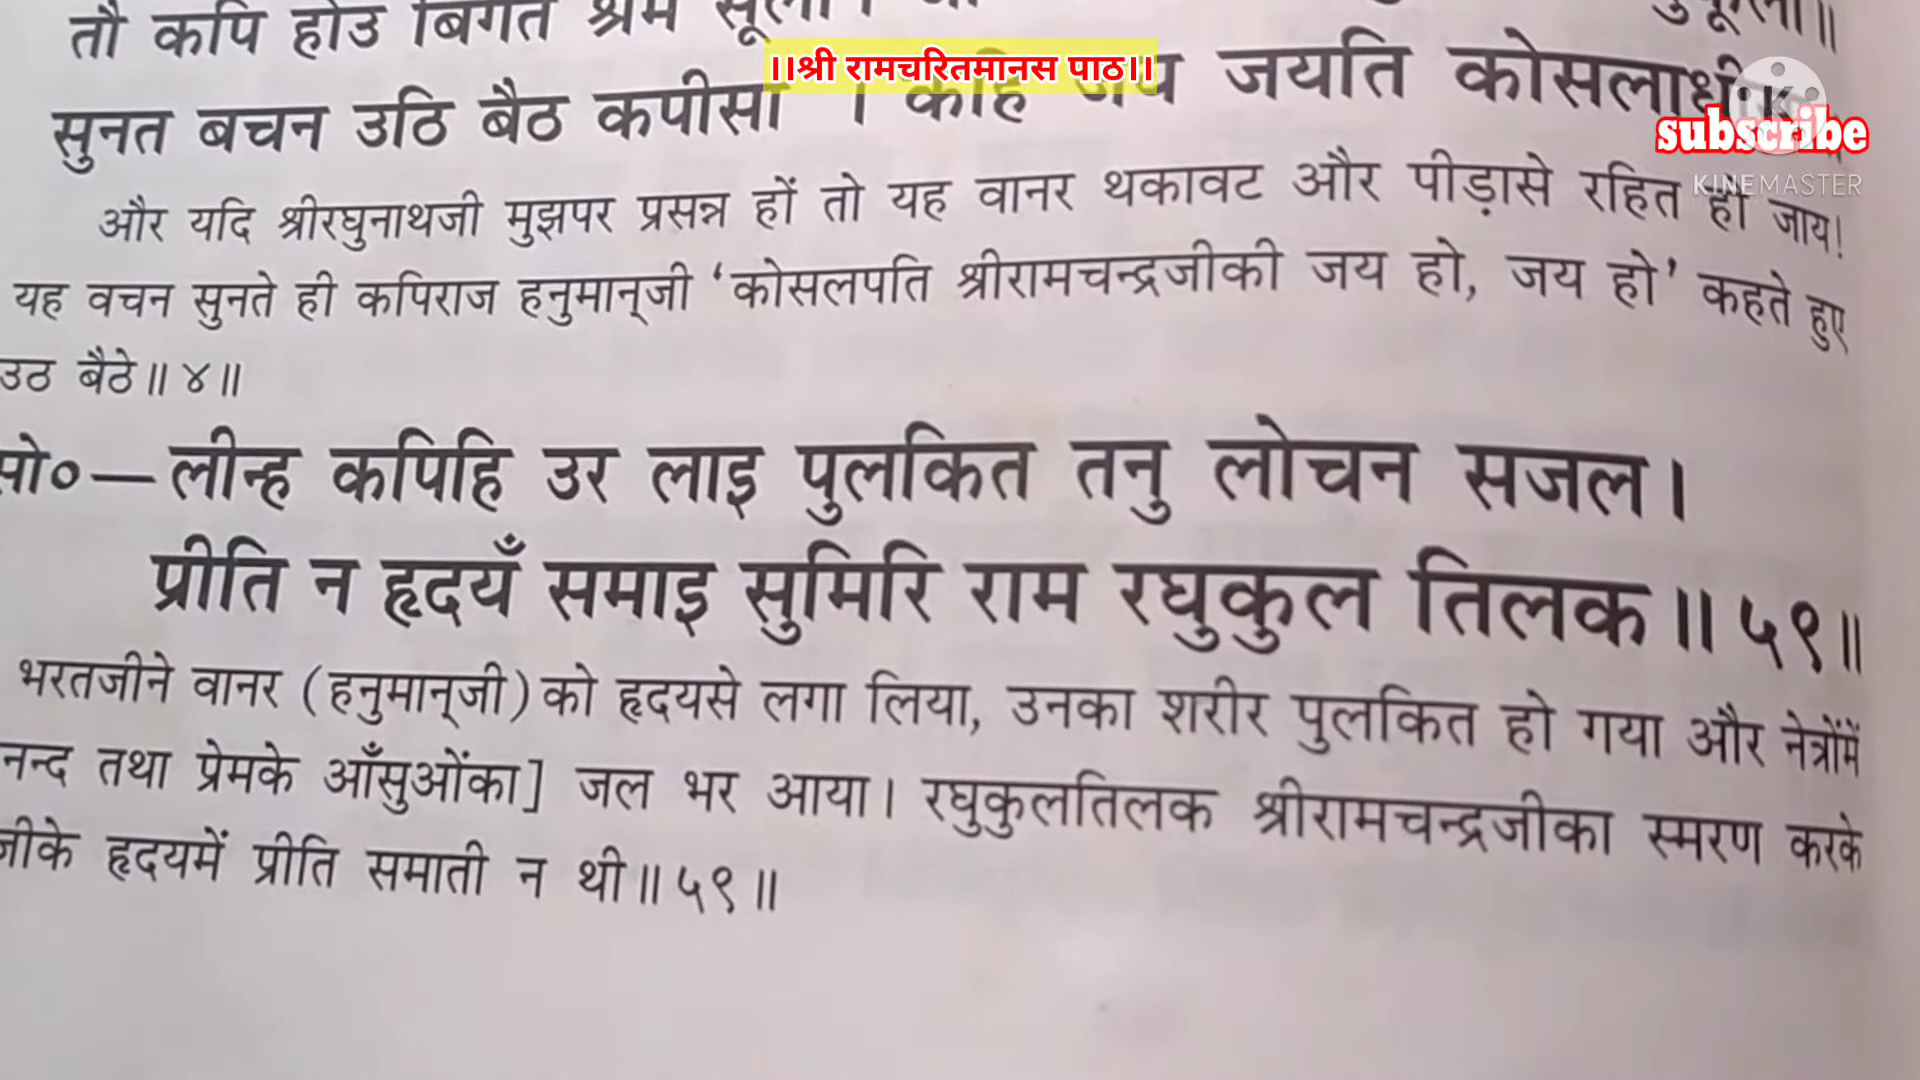 तौ कपि होउ बिगत श्रम
।।श्री रामचरितमानस पाठ।।
सुनत बचन उठि बैठ कपीसा । कहि जय जयति
subscribe
KINEMASTER
और यदि श्रीरघुनाथजी मुझपर प्रसन्न हों तो यह वानर थकावट और पीड़ासे रहित हो जाय!
यह वचन सुनते ही कपिराज हनुमान्‌जी ‘कोसलपति श्रीरामचन्द्रजीकी जय हो, जय हो’ कहते हुए
उठ बैठे॥ ४॥
सो०—लीन्ह कपिहि उर लाइ पुलकित तनु लोचन सजल।
प्रीति न हृदयँ समाइ सुमिरि राम रघुकुल तिलक॥ ५९॥
भरतजीने वानर (हनुमान्‌जी) को हृदयसे लगा लिया, उनका शरीर पुलकित हो गया और नेत्रोंमें
नन्द तथा प्रेमके आँसुओंका] जल भर आया। रघुकुलतिलक श्रीरामचन्द्रजीका स्मरण करके
जीके हृदयमें प्रीति समाती न थी॥ ५९॥